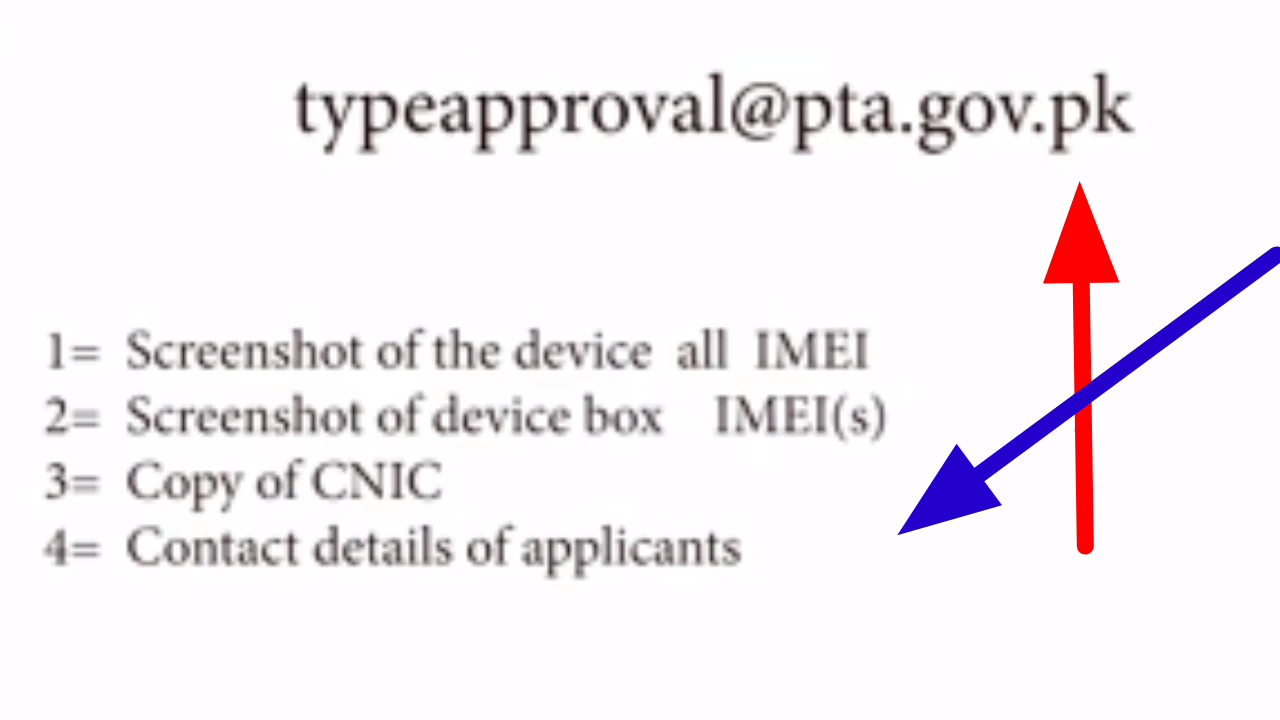 typeapproval@pta.gov.pk
1= Screenshot of the device all IMEI
2= Screenshot of device box IMEI(s)
3= Copy of CNIC
4= Contact details of applicants